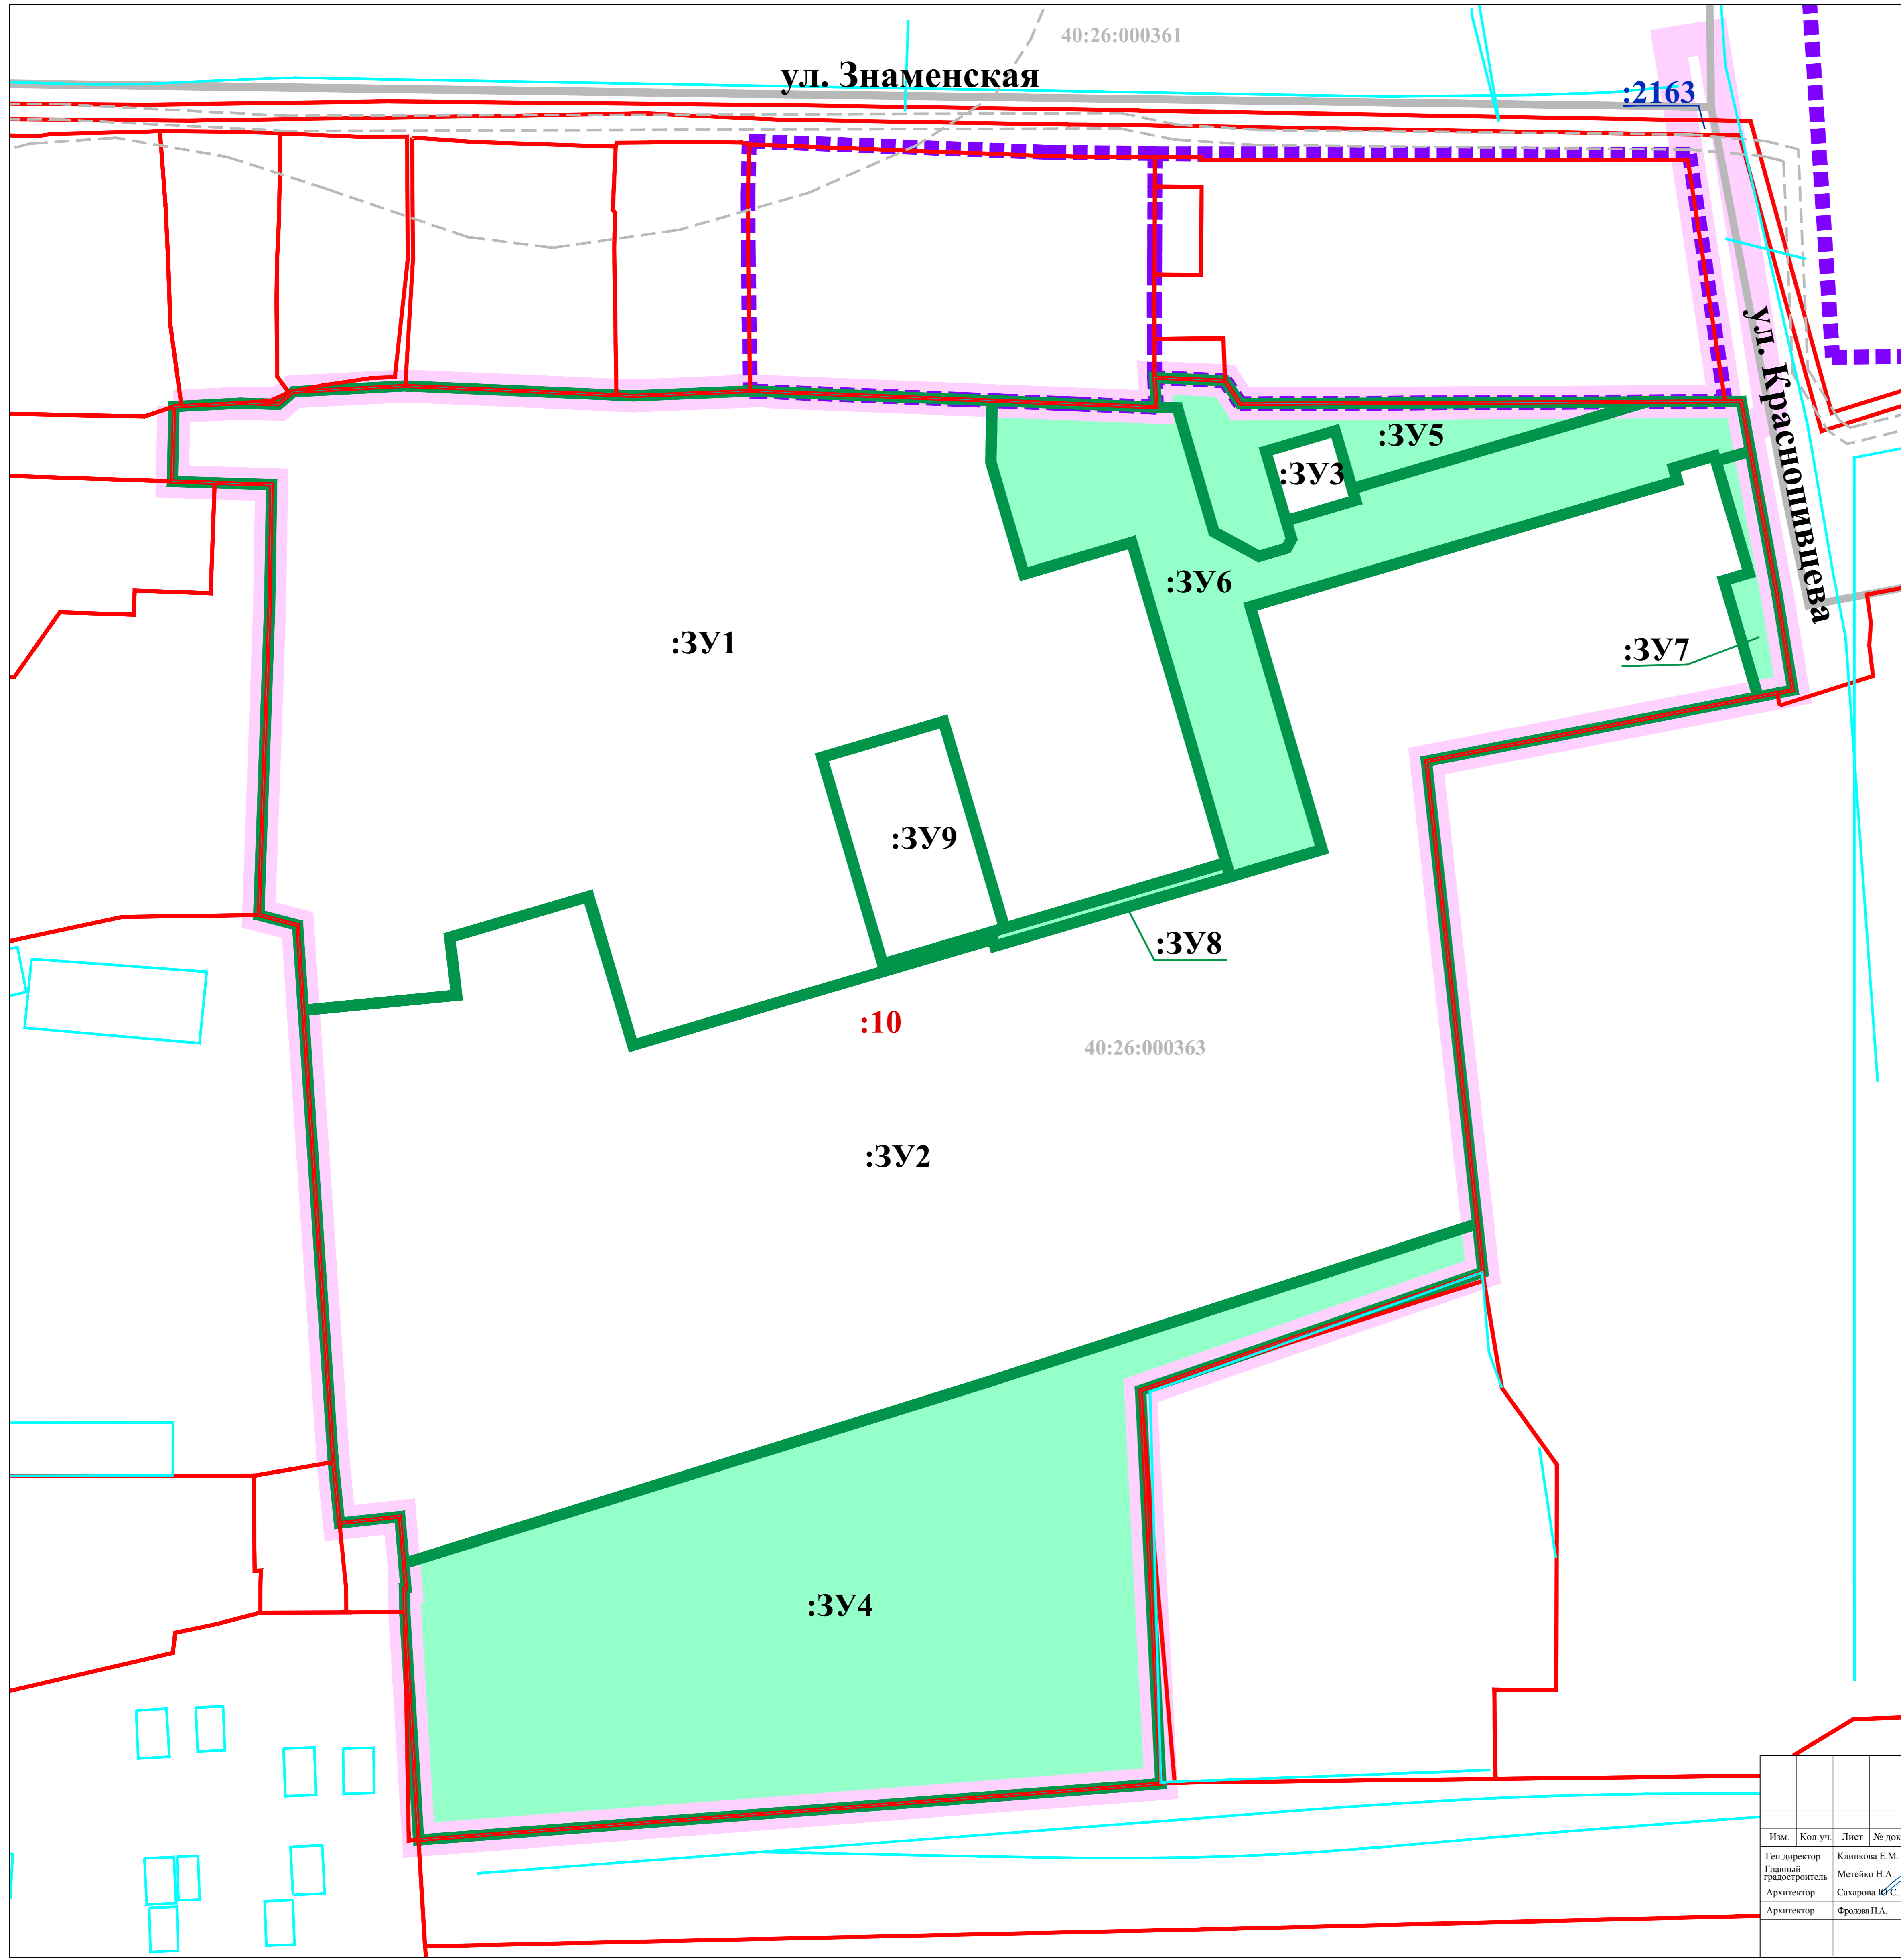 40:26:000361
ул. Знаменская
:2163
ул. Краснопивцева
:ЗУ5
:ЗУ3
:ЗУ6
:ЗУ1
:ЗУ7
:ЗУ9
:ЗУ8
:10
40:26:000363
:ЗУ2
:ЗУ4
Изм. Кол.уч. Лист № док
Ген.директор Клинкова Е.М.
Главный градостроитель Метейко Н.А.
Архитектор Сахарова Ю.С.
Архитектор Фролова П.А.